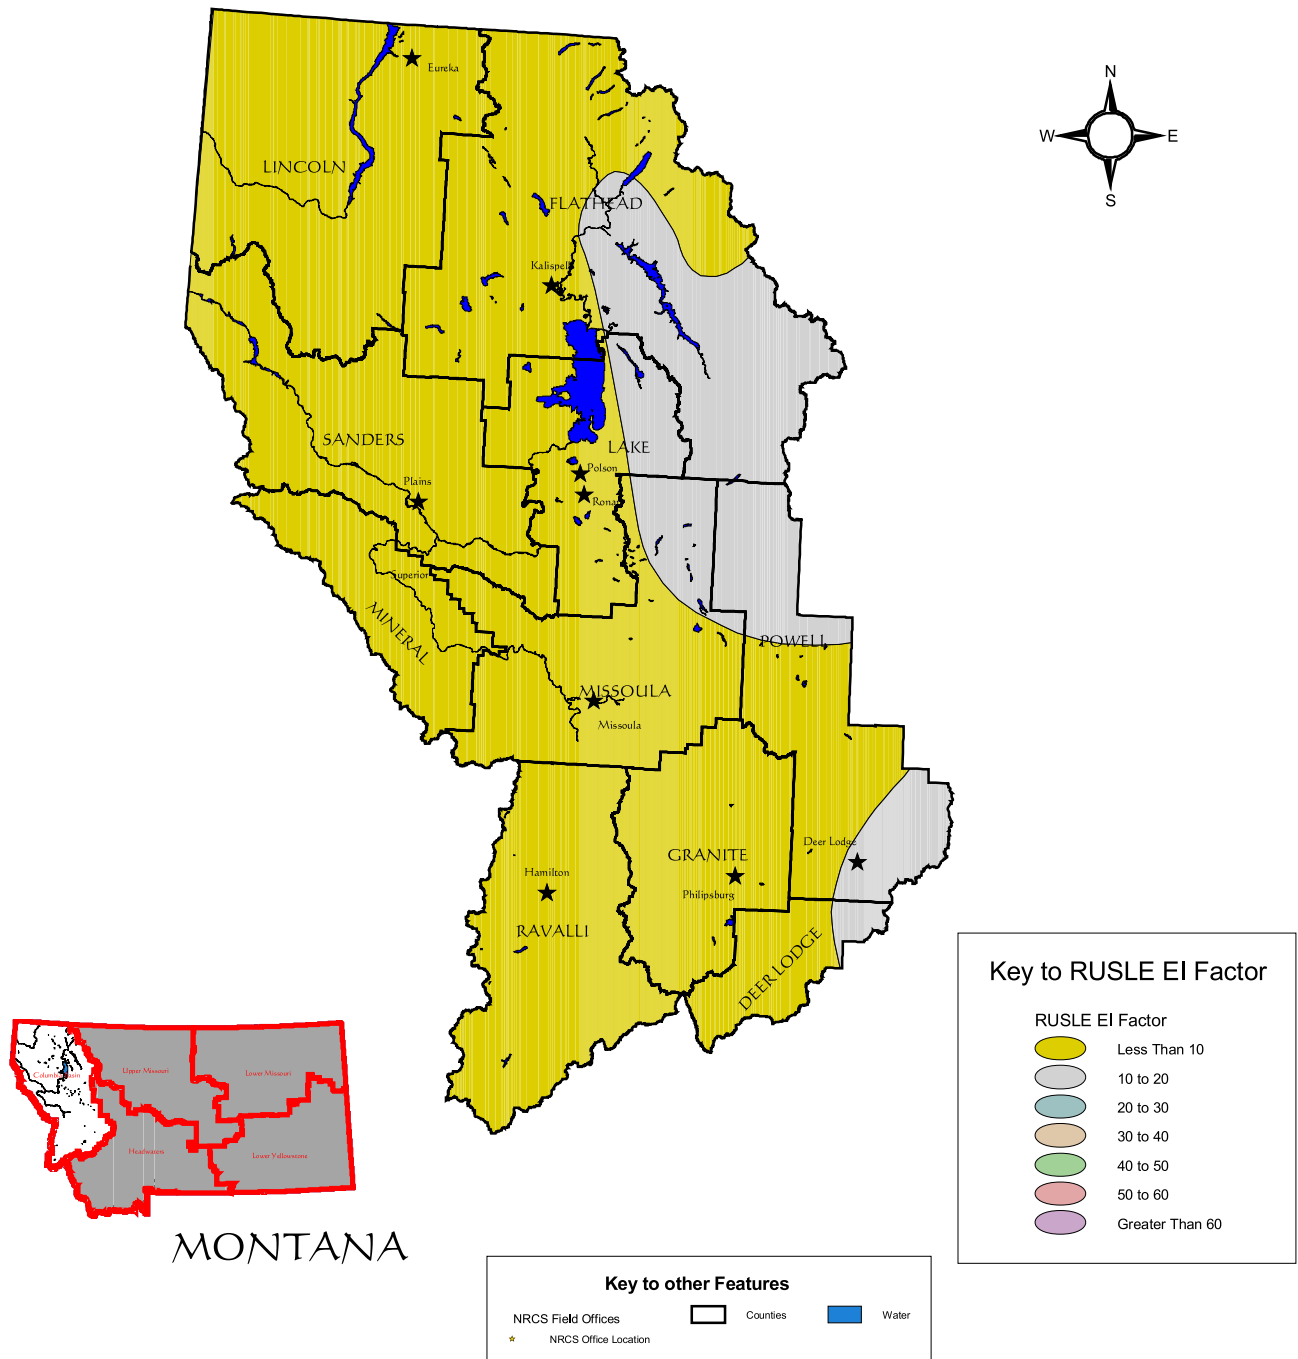 N
W
E
S
Eureka
LINCOLN
FLATHEAD
Kalispell
SANDERS
LAKE
Polson
Plains
Ronan
Superior
MINERAL
POWELL
MISSOULA
Missoula
Deer Lodge
GRANITE
Hamilton
Philipsburg
RAVALLI
DEER LODGE
Key to RUSLE EI Factor
RUSLE EI Factor
Less Than 10
10 to 20
20 to 30
30 to 40
40 to 50
50 to 60
Greater Than 60
Columbia Basin
Upper Missouri
Lower Missouri
Headwaters
Lower Yellowstone
MONTANA
Key to other Features
NRCS Field Offices
Counties
Water
NRCS Office Location